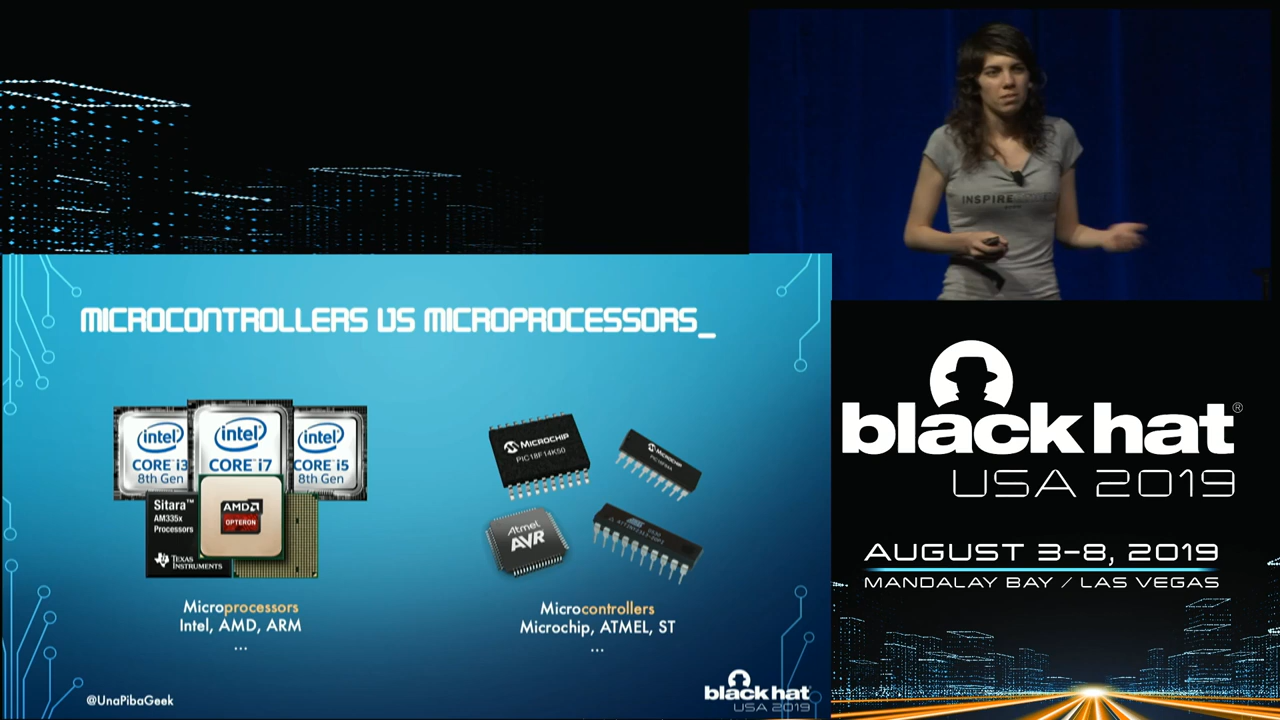 INSPIRE
MICROCONTROLLERS VS MICROPROCESSORS_
intel
CORE i3
8th Gen
intel
CORE i7
intel
CORE i5
8th Gen
Sitara™
AM335x
Processors
TEXAS
INSTRUMENTS
AMD
OPTERON
MICROCHIP
PIC18F14K50
MICROCHIP
Atmel
AVR
Microprocessors
Intel, AMD, ARM
...
Microcontrollers
Microchip, ATMEL, ST
...
@UnaPibaGeek
black hat
USA 2019
black hat®
USA 2019
AUGUST 3-8, 2019
MANDALAY BAY / LAS VEGAS